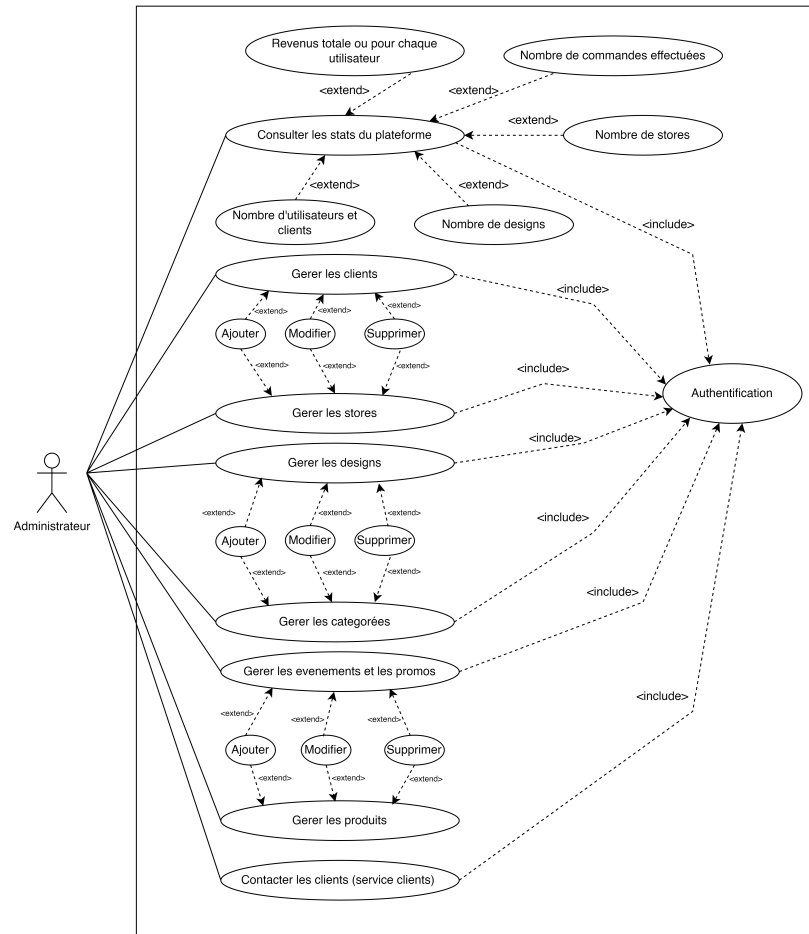 Revenus totale ou pour chaque
utilisateur
Nombre de commandes effectuées
<extend>
<extend>
<extend>
Consulter les stats du plateforme
Nombre de stores
<extend>
<extend>
Nombre d'utilisateurs et
clients
Nombre de designs
<include>
Gerer les clients
<include>
<extend>
<extend>
<extend>
Ajouter
Modifier
Supprimer
<extend>
<extend>
<extend>
<include>
Authentification
Gerer les stores
<include>
Gerer les designs
Administrateur
<extend>
<extend>
<extend>
<include>
Ajouter
Modifier
Supprimer
<extend>
<extend>
<extend>
<include>
Gerer les categorées
Gerer les evenements et les promos
<include>
<extend>
<extend>
<extend>
Ajouter
Modifier
Supprimer
<extend>
<extend>
<extend>
Gerer les produits
Contacter les clients (service clients)